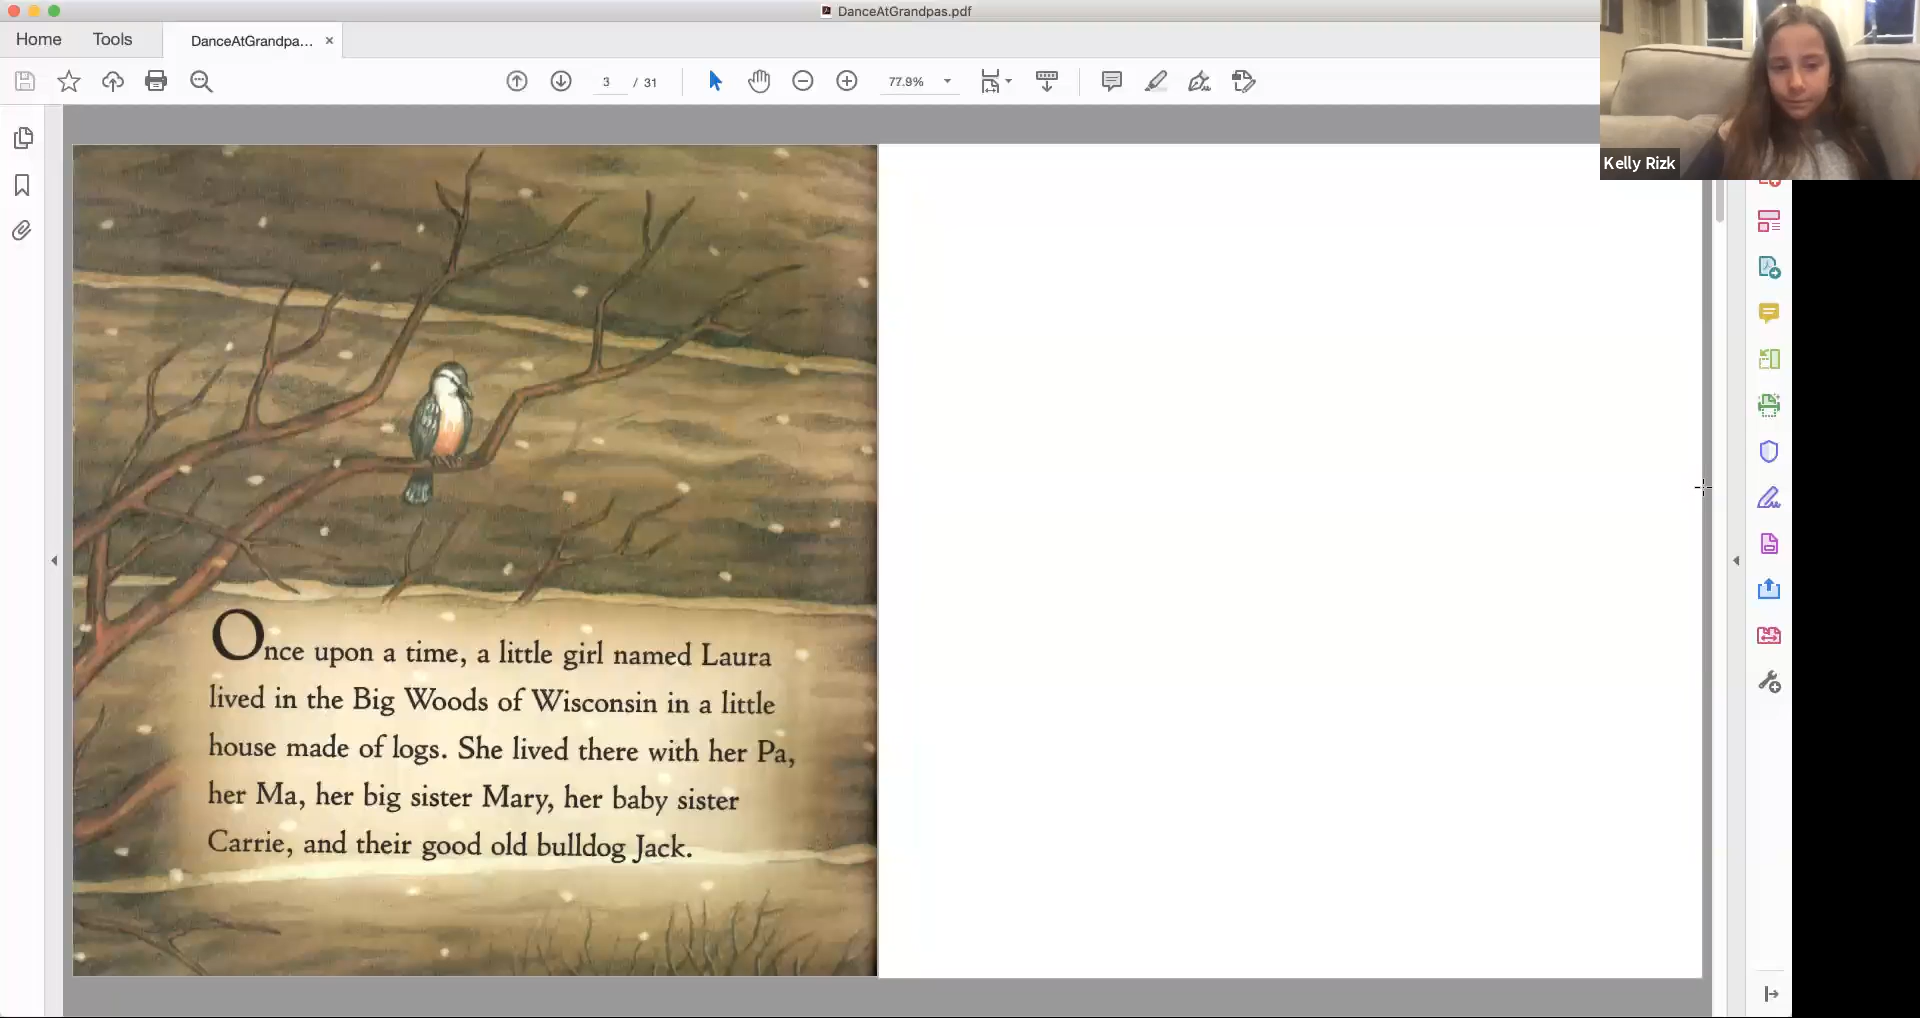 DanceAtGrandpas.pdf
Home Tools DanceAtGrandpa... ×
3 / 31 77.9%
Kelly Rizk
Once upon a time, a little girl named Laura
lived in the Big Woods of Wisconsin in a little
house made of logs. She lived there with her Pa,
her Ma, her big sister Mary, her baby sister
Carrie, and their good old bulldog Jack.